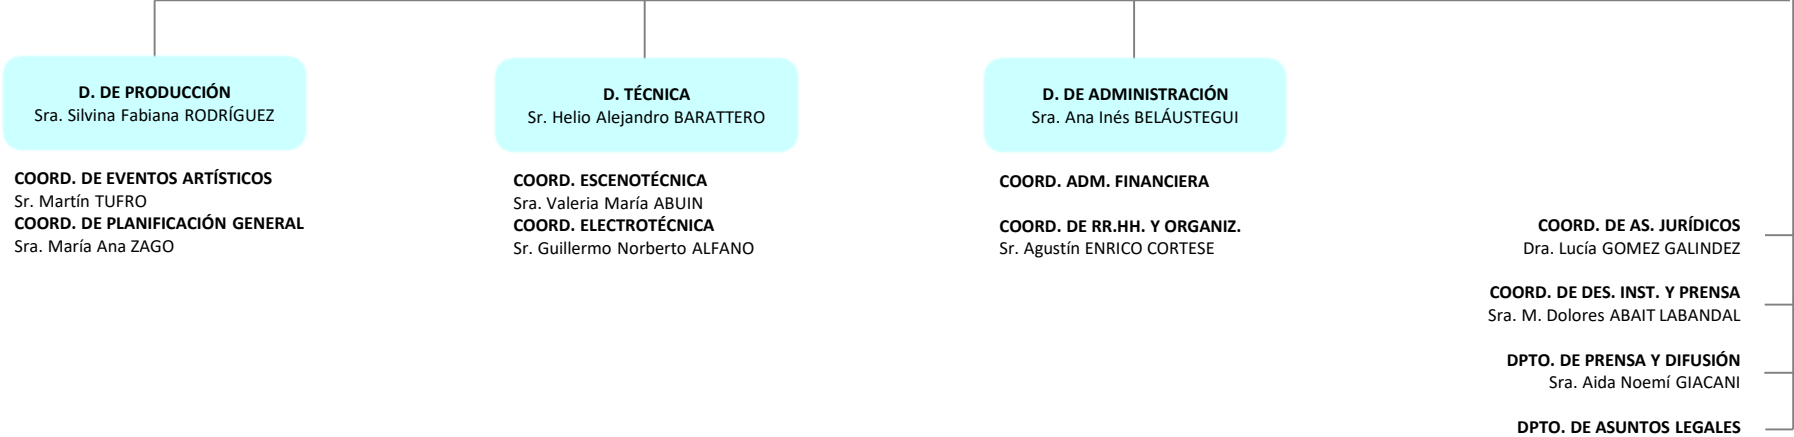 D. DE PRODUCCIÓN
Sra. Silvina Fabiana RODRÍGUEZ
COORD. DE EVENTOS ARTÍSTICOS
Sr. Martín TUFRO
COORD. DE PLANIFICACIÓN GENERAL
Sra. María Ana ZAGO
D. TÉCNICA
Sr. Helio Alejandro BARATTERO
COORD. ESCENOTÉCNICA
Sra. Valeria María ABUIN
COORD. ELECTROTÉCNICA
Sr. Guillermo Norberto ALFANO
D. DE ADMINISTRACIÓN
Sra. Ana Inés BELÁUSTEGUI
COORD. ADM. FINANCIERA
COORD. DE RR.HH. Y ORGANIZ.
Sr. Agustín ENRICO CORTESE
COORD. DE AS. JURÍDICOS
Dra. Lucía GOMEZ GALINDEZ
COORD. DE DES. INST. Y PRENSA
Sra. M. Dolores ABAIT LABANDAL
DPTO. DE PRENSA Y DIFUSIÓN
Sra. Aida Noemí GIACANI
DPTO. DE ASUNTOS LEGALES